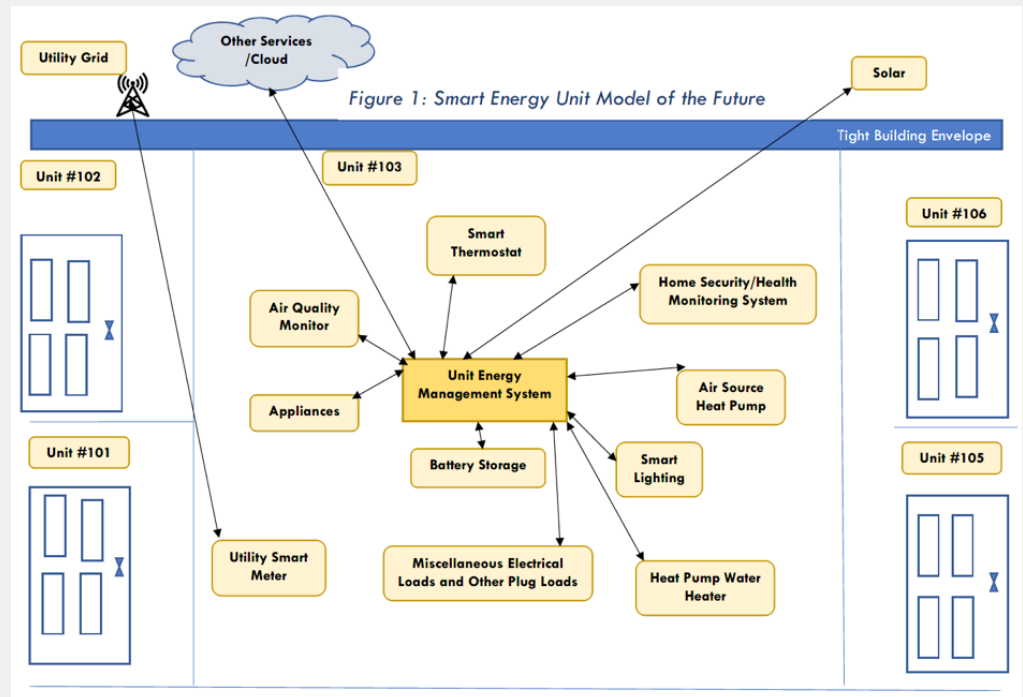 Other Services
/Cloud
Utility Grid
Solar
Figure 1: Smart Energy Unit Model of the Future
Tight Building Envelope
Unit #103
Unit #102
Unit #106
Smart
Thermostat
Home Security/Health
Monitoring System
Air Quality
Monitor
Unit Energy
Management System
Air Source
Heat Pump
Appliances
Unit #101
Battery Storage
Smart
Lighting
Unit #105
Utility Smart
Meter
Miscellaneous Electrical
Loads and Other Plug Loads
Heat Pump Water
Heater